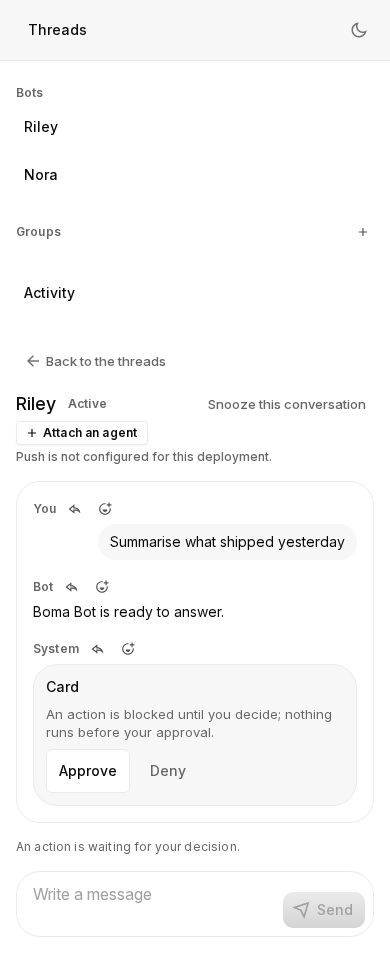 Threads
Bots
Riley
Nora
Groups
Activity
Back to the threads
Riley
Active
Snooze this conversation
Attach an agent
Push is not configured for this deployment.
You
Summarise what shipped yesterday
Bot
Boma Bot is ready to answer.
System
Card
An action is blocked until you decide; nothing
runs before your approval.
Approve
Deny
An action is waiting for your decision.
Write a message
Send